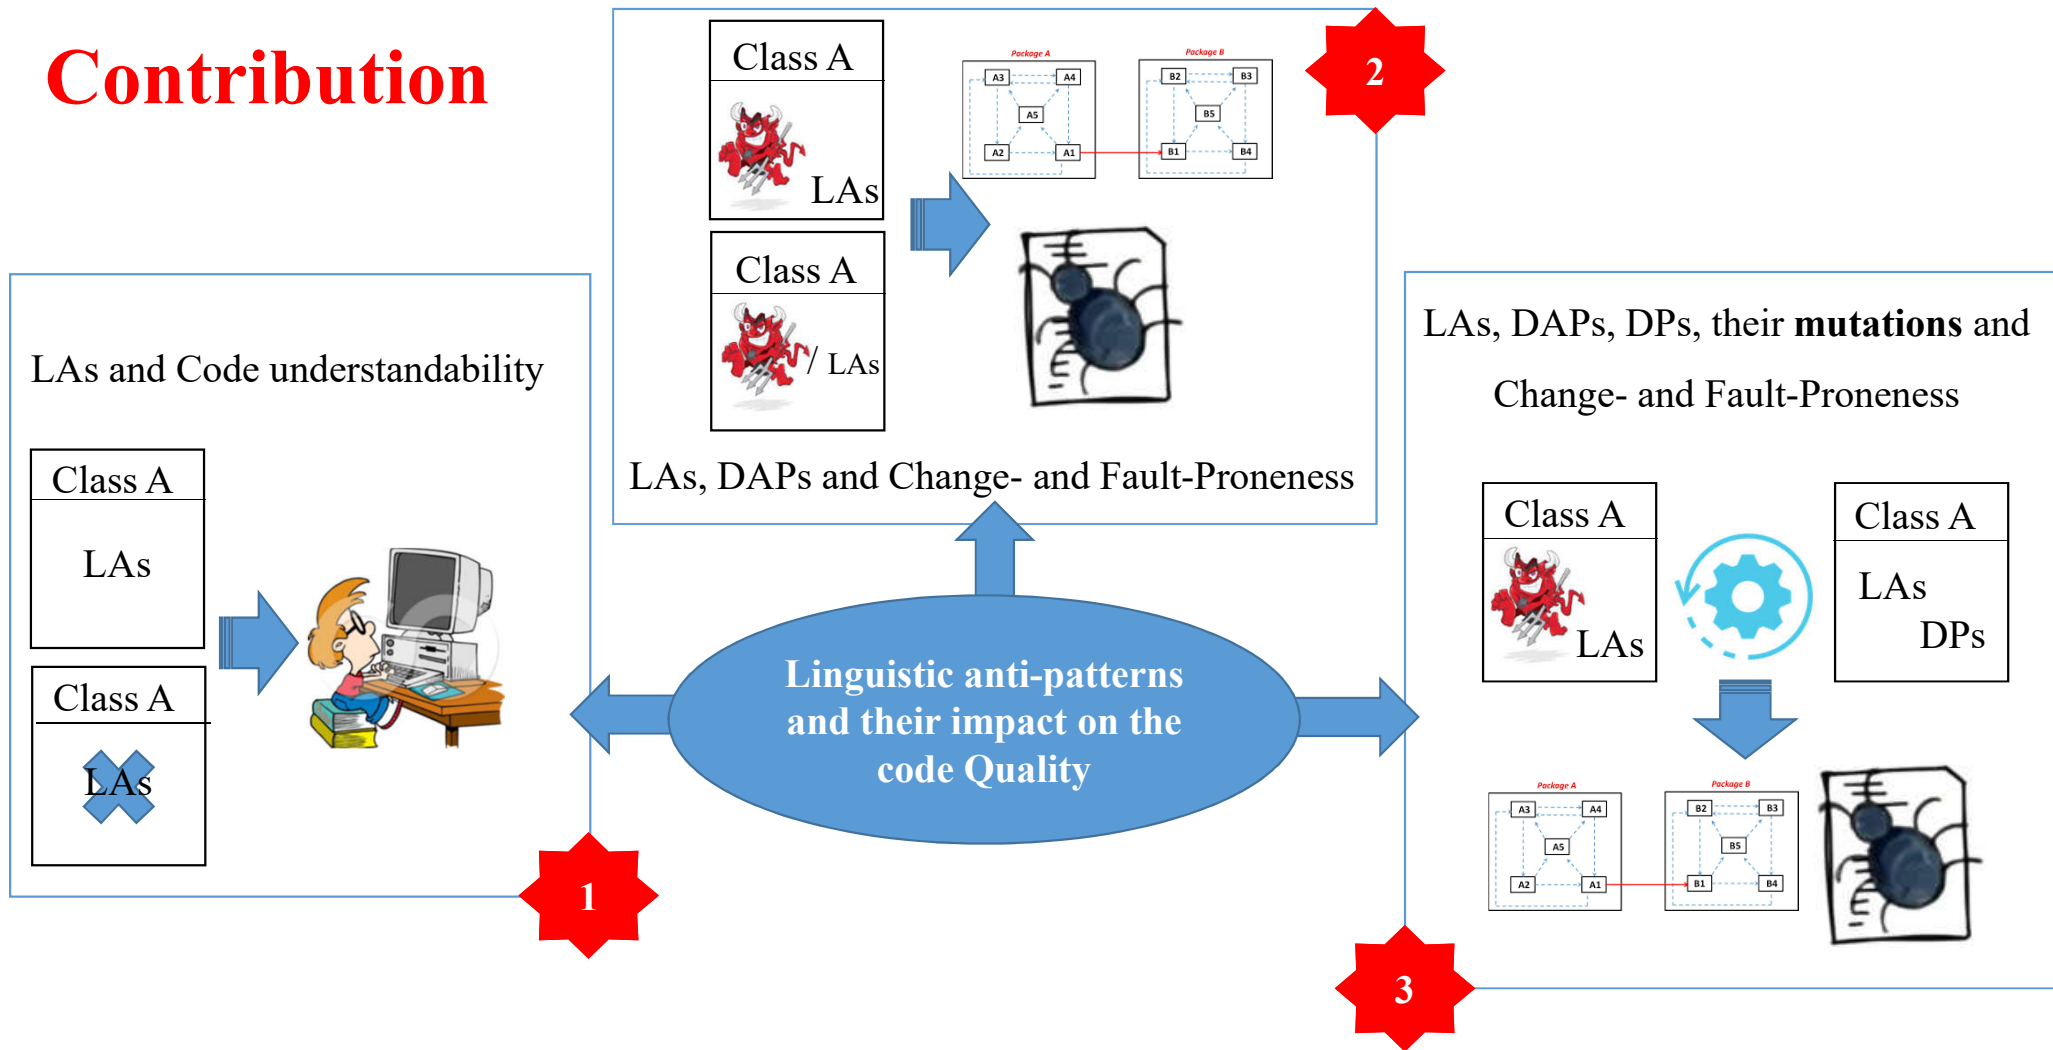 Contribution
LAs and Code understandability
Class A
LAs
Class A
LAs
1
Class A
LAs
Class A
/ LAs
Package A
A3
A4
A5
A2
A1
Package B
B2
B3
B5
B1
B4
LAs, DAPs and Change- and Fault-Proneness
2
Linguistic anti-patterns
and their impact on the
code Quality
LAs, DAPs, DPs, their mutations and
Change- and Fault-Proneness
Class A
LAs
Class A
LAs
DPs
Package A
A3
A4
A5
A2
A1
Package B
B2
B3
B5
B1
B4
3